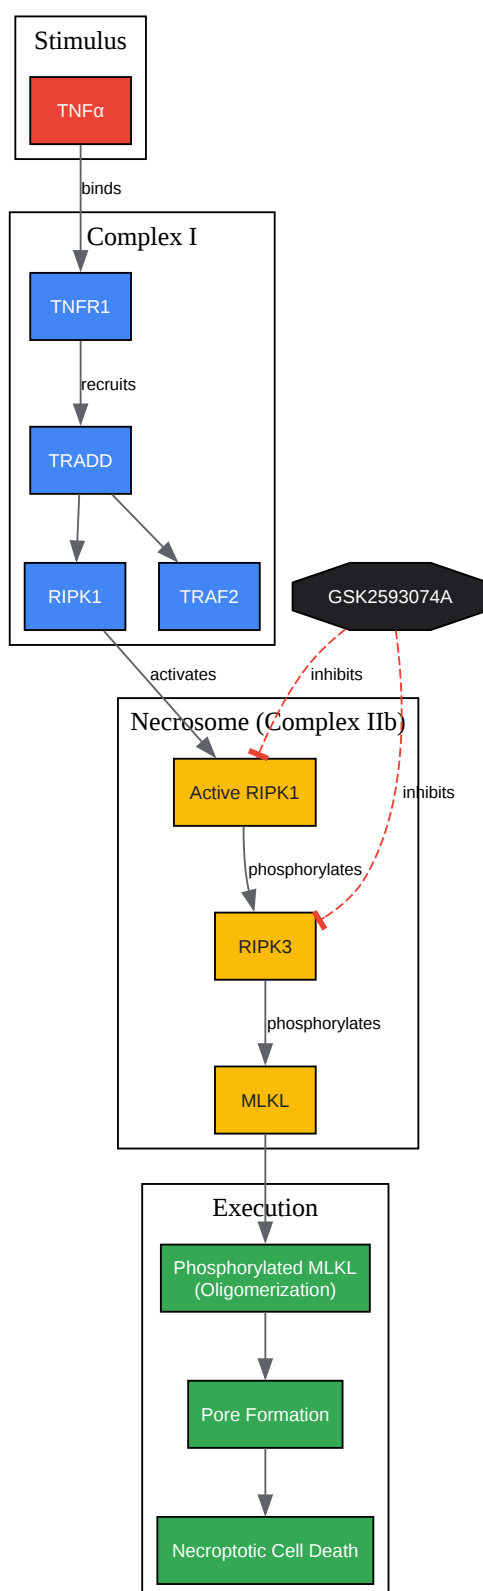 Stimulus
TNFα
binds
Complex I
TNFR1
recruits
TRADD
RIPK1
TRAF2
GSK2593074A
activates
inhibits
Necrosome (Complex IIb)
Active RIPK1
inhibits
phosphorylates
RIPK3
phosphorylates
MLKL
Execution
Phosphorylated MLKL
(Oligomerization)
Pore Formation
Necroptotic Cell Death